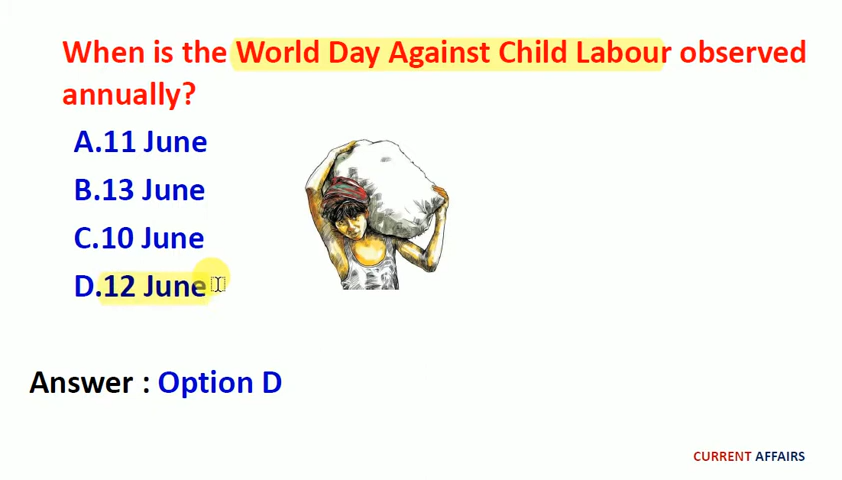 When is the World Day Against Child Labour observed
annually?
A.11 June
B.13 June
C.10 June
D.12 June
Answer : Option D
CURRENT AFFAIRS